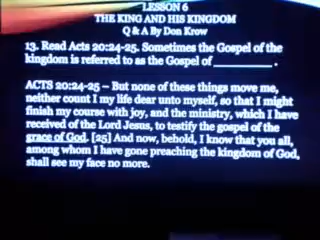 LESSON 6
THE KING AND HIS KINGDOM
Q & A By Don Krow
13. Read Acts 20:24-25. Sometimes the Gospel of the
kingdom is referred to as the Gospel of __________ .
ACTS 20:24-25 – But none of these things move me,
neither count I my life dear unto myself, so that I might
finish my course with joy, and the ministry, which I have
received of the Lord Jesus, to testify the gospel of the
grace of God. [25] And now, behold, I know that you all,
among whom I have gone preaching the kingdom of God,
shall see my face no more.